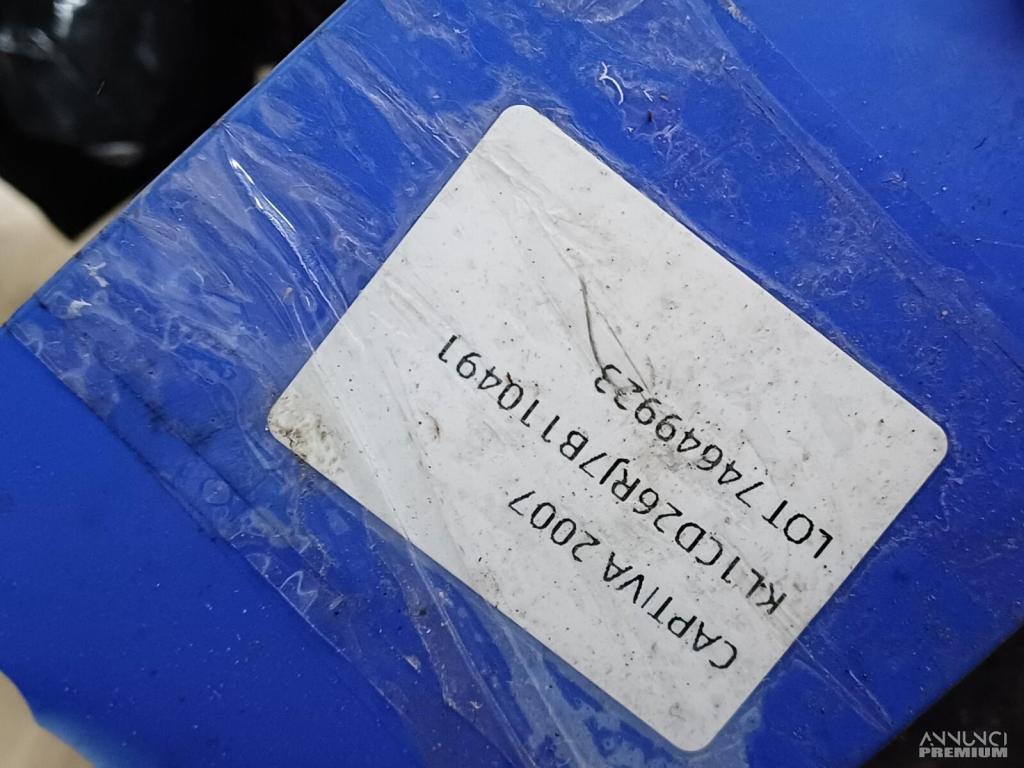 CAPTIVA 2007
KL1CD26RJ7B110491
LOT 74649923
ANNUNCI
PREMIUM